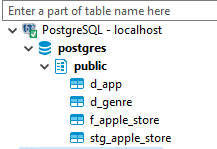 Enter a part of table name here
PostgreSQL - localhost
postgres
public
d_app
d_genre
f_apple_store
stg_apple_store